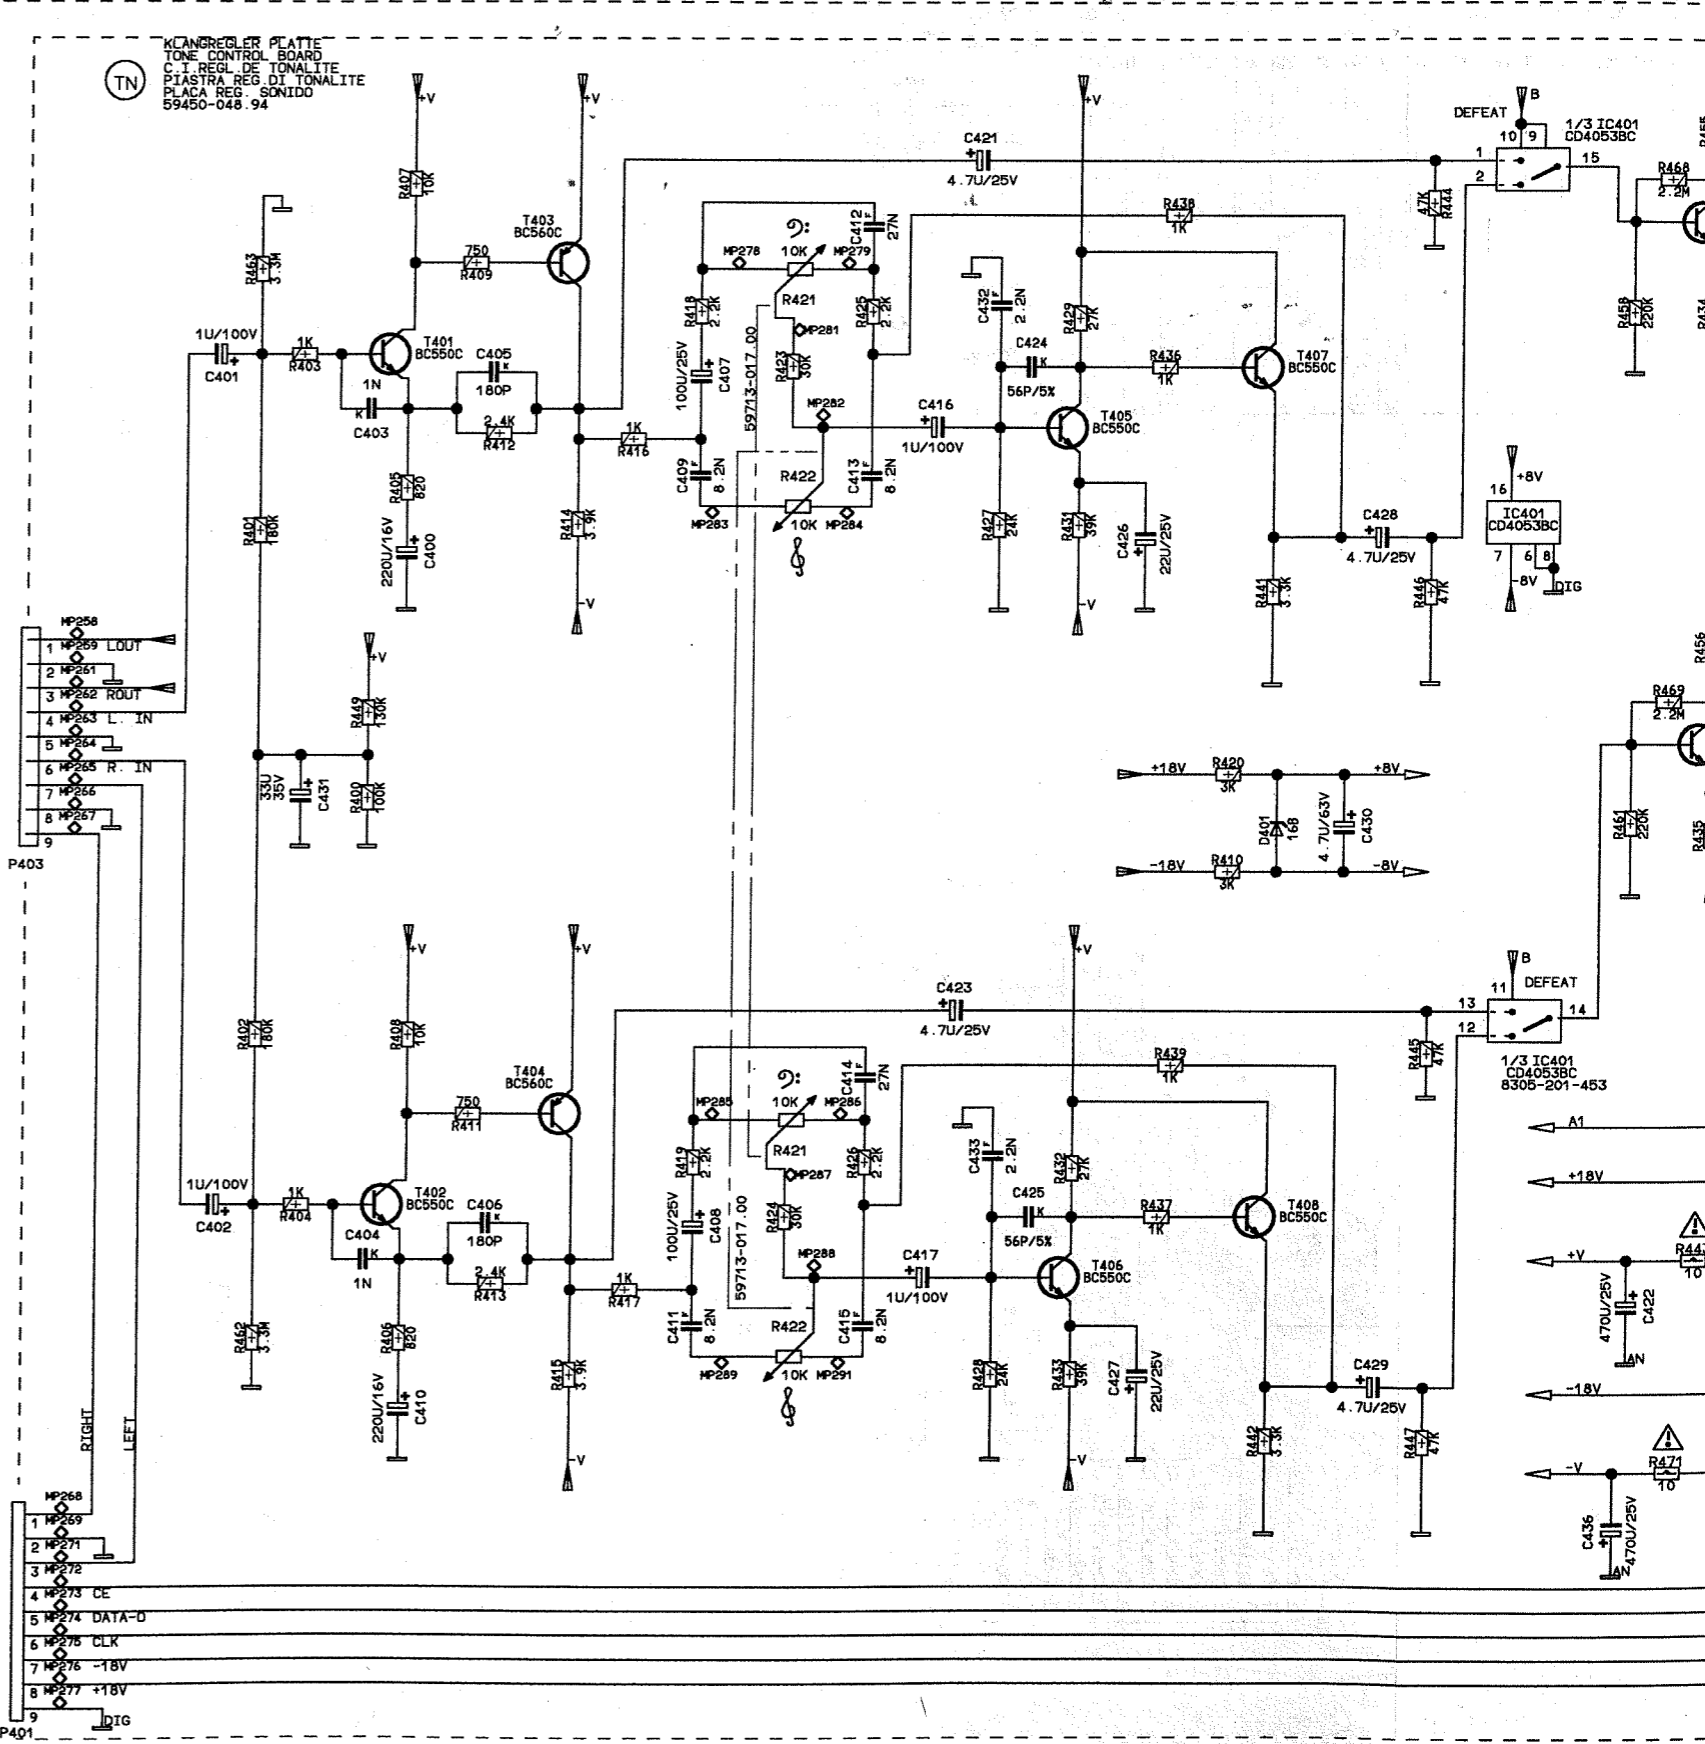 TN
KLANGREGLER PLATTE
TONE CONTROL BOARD
C.I.REGL.DE TONALITE
PIASTRA REG.DI TONALITE
PLACA REG. SONIDO
59450-048.94
+V
+V
+V
B
DEFEAT
10 9
1/3 IC401
CD4053BC
1
2
15
C421
4.7U/25V
R407
10K
R468
2.2M
47K
R444
R438
1K
T403
BC560C
750
R409
R463
3.3M
C412
27N
MP278
10K
MP279
R421
R418
2.2K
R425
2.2K
C432
2.2N
R429
27K
R458
220K
1U/100V
C401
1K
R403
T401
BC550C
C405
K
180P
MP281
R423
30K
C424
K
56P/5%
R436
1K
T407
BC550C
1N
K
C403
2.4K
R412
1K
R416
100U/25V
C407
59713-017.00
MP282
C416
1U/100V
T405
BC550C
R405
820
C409
8.2N
R422
C413
8.2N
MP283
10K
MP284
+8V
16
IC401
CD4053BC
7 6 8
-8V
DIG
R401
180K
220U/16V
C400
R414
3.9K
R427
24K
R431
39K
C426
22U/25V
C428
4.7U/25V
R441
3.3K
R446
47K
-V
-V
MP258
1 MP259 LOUT
2 MP261
3 MP262 ROUT
4 MP263 L. IN
5 MP264
6 MP265 R. IN
7 MP266
8 MP267
9
P403
+V
R449
130K
33U
35V
C431
R400
100K
R456
R469
2.2M
+18V
R420
3K
+8V
D401
16B
4.7U/63V
C430
-18V
R410
3K
-8V
R461
220K
R435
+V
+V
+V
B
11
DEFEAT
13
12
14
1/3 IC401
CD4053BC
8305-201-453
C423
4.7U/25V
R402
180K
R408
10K
R445
47K
R439
1K
T404
BC560C
750
R411
C414
27N
MP285
10K
MP286
R421
R419
2.2K
R426
2.2K
C433
2.2N
R432
27K
A1
+18V
1U/100V
C402
1K
R404
T402
BC550C
C404
K
1N
C406
K
180P
2.4K
R413
1K
R417
100U/25V
C408
59713-017.00
MP287
R424
30K
MP288
C417
1U/100V
C425
K
56P/5%
R437
1K
T408
BC550C
T406
BC550C
+V
10
470U/25V
C422
AN
R462
3.3M
R406
820
220U/16V
C410
R415
3.9K
C411
8.2N
R422
C415
8.2N
MP289
10K
MP291
R428
24K
R433
39K
C427
22U/25V
C429
4.7U/25V
R442
3.3K
R447
47K
-18V
-V
-V
-V
R471
10
C436
470U/25V
AN
RIGHT
LEFT
MP268
1 MP269
2 MP271
3 MP272
4 MP273 CE
5 MP274 DATA-D
6 MP275 CLK
7 MP276 -18V
8 MP277 +18V
9
DIG
P401